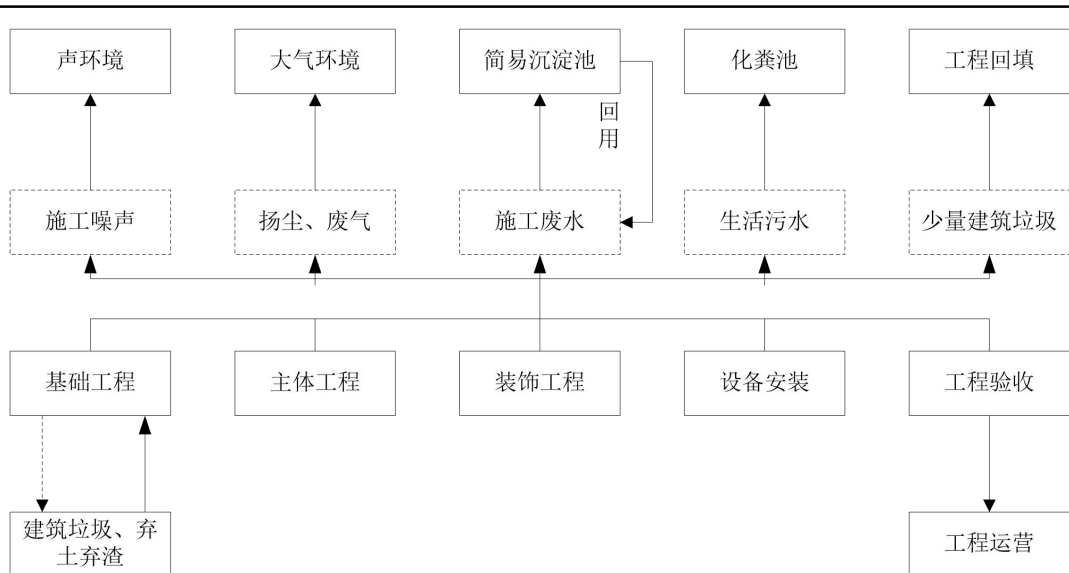 声环境
大气环境
简易沉淀池
化粪池
工程回填
回
用
施工噪声
扬尘、废气
施工废水
生活污水
少量建筑垃圾
基础工程
主体工程
装饰工程
设备安装
工程验收
建筑垃圾、弃
土弃渣
工程运营